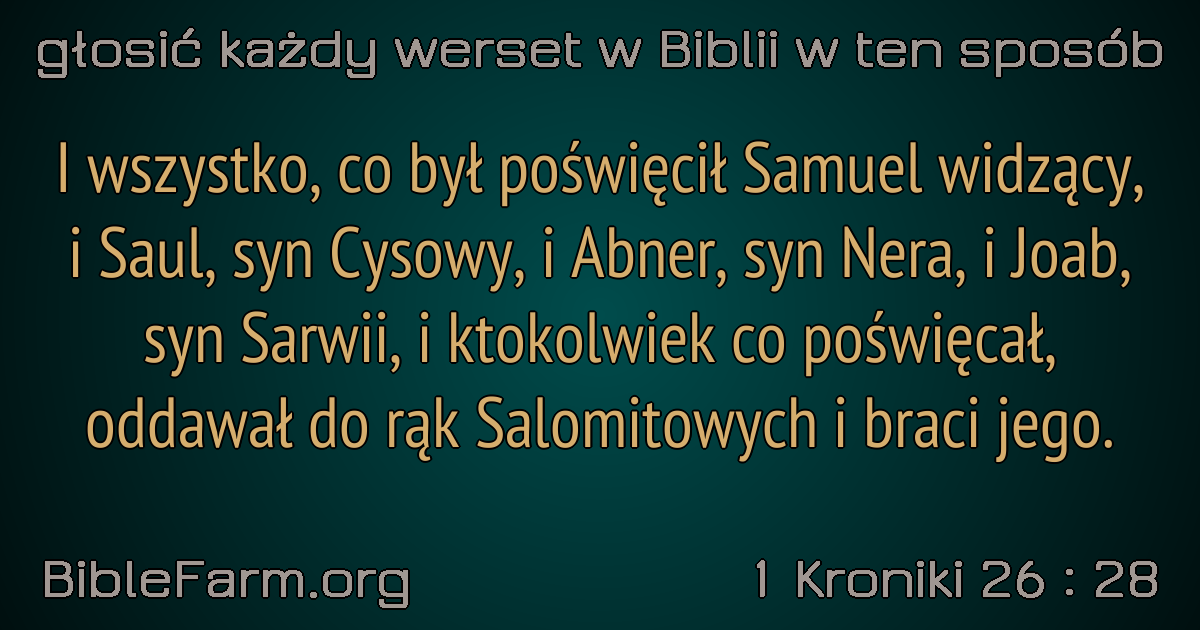 głosić każdy werset w Biblii w ten sposób
I wszystko, co był poświęcił Samuel widzący,
i Saul, syn Cysowy, i Abner, syn Nera, i Joab,
syn Sarwii, i ktokolwiek co poświęcał,
oddawał do rąk Salomitowych i braci jego.
BibleFarm.org
1 Kroniki 26 : 28